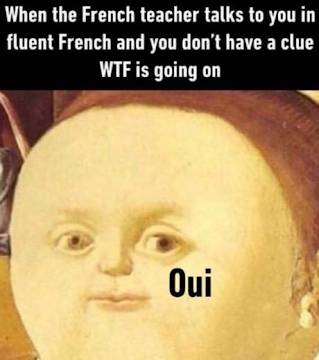 When the French teacher talks to you in
fluent French and you don't have a clue
WTF is going on
Oui